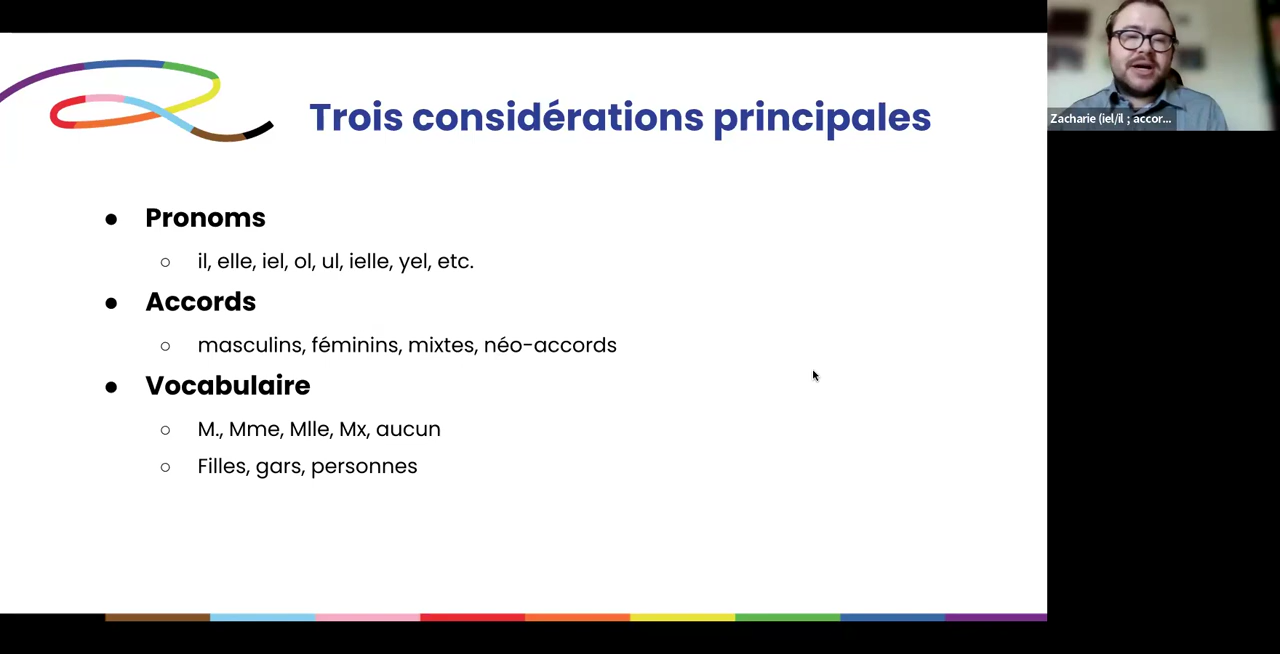 Trois considérations principales
Zacharie (iel/il ; accor...
● Pronoms
○ il, elle, iel, ol, ul, ielle, yel, etc.
● Accords
○ masculins, féminins, mixtes, néo-accords
● Vocabulaire
○ M., Mme, Mlle, Mx, aucun
○ Filles, gars, personnes